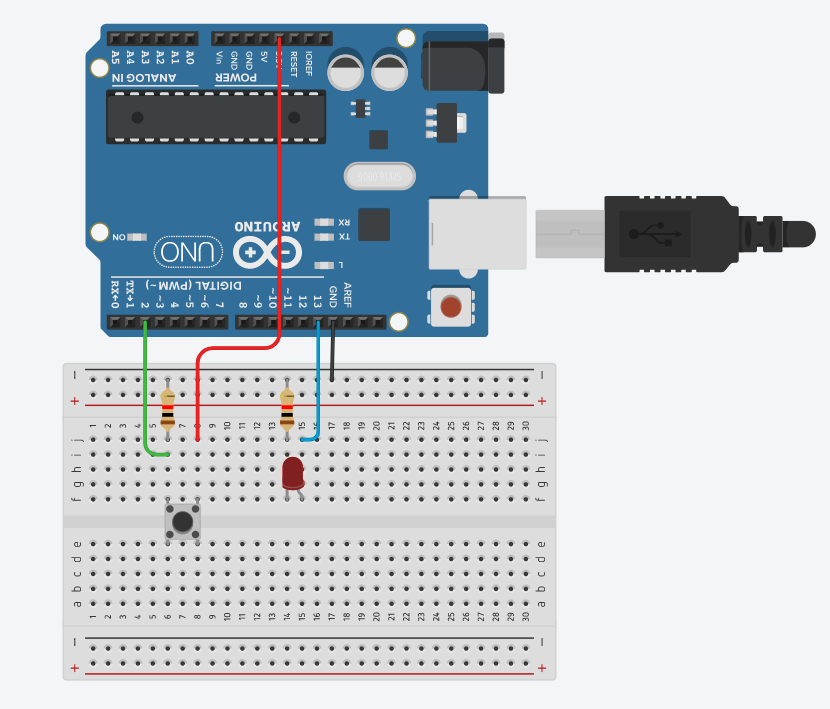 A5 A4 A3 A2 A1 A0
Vin GND GND 5V RESET IOREF
ANALOG IN
POWER
SPK16.000G
RX
TX
L
ON
UNO
ARDUINO
DIGITAL (PWM~)
RX←0 TX→1 2 ~3 4 ~5 ~6 7 8 ~9 ~10 ~11 12 13 GND AREF
− −
+ +
1 2 3 4 5 6 7 8 9 10 11 12 13 14 15 16 17 18 19 20 21 22 23 24 25 26 27 28 29 30
j j
i i
h h
g g
f f
e e
d d
c c
b b
a a
1 2 3 4 5 6 7 8 9 10 11 12 13 14 15 16 17 18 19 20 21 22 23 24 25 26 27 28 29 30
− −
+ +